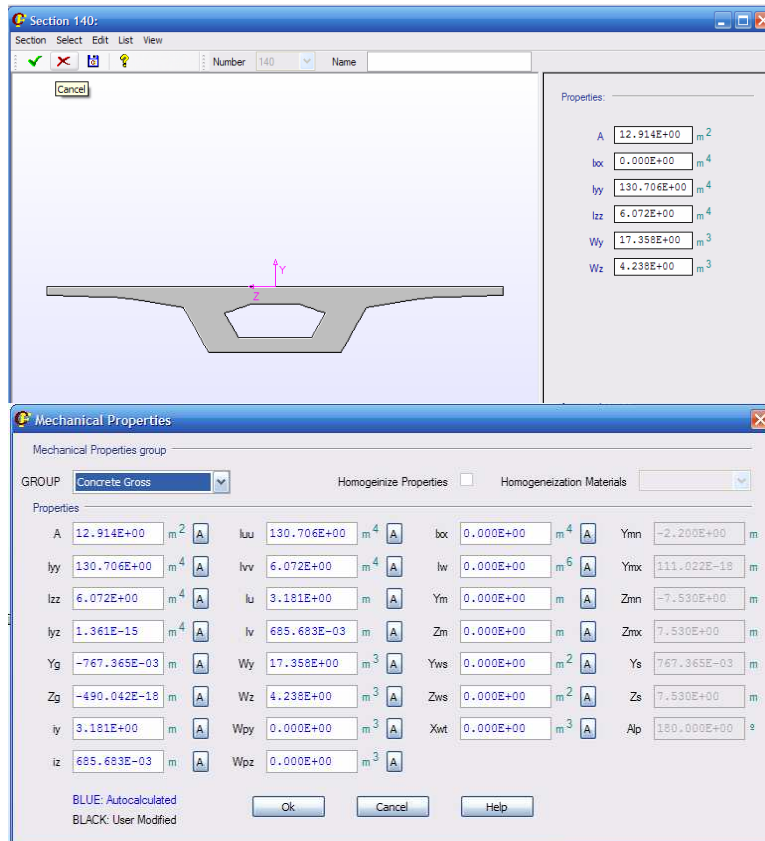 Section 140:
Section Select Edit List View
Number 140 Name
Cancel
Properties:
A 12.914E+00 m2
Ixx 0.000E+00 m4
Iyy 130.706E+00 m4
Izz 6.072E+00 m4
Wy 17.358E+00 m3
Wz 4.238E+00 m3
Y
Z
Mechanical Properties
Mechanical Properties group
GROUP Concrete Gross Homogeinize Properties Homogeneization Materials
Properties
A 12.914E+00 m2 A Iuu 130.706E+00 m4 A Ixx 0.000E+00 m4 A Ymn -2.200E+00 m
Iyy 130.706E+00 m4 A Ivv 6.072E+00 m4 A Iw 0.000E+00 m6 A Ymx 111.022E-18 m
Izz 6.072E+00 m4 A Iu 3.181E+00 m A Ym 0.000E+00 m A Zmn -7.530E+00 m
Iyz 1.361E-15 m4 A Iv 685.683E-03 m A Zm 0.000E+00 m A Zmx 7.530E+00 m
Yg -767.365E-03 m A Wy 17.358E+00 m3 A Yws 0.000E+00 m2 A Ys 767.365E-03 m
Zg -490.042E-18 m A Wz 4.238E+00 m3 A Zws 0.000E+00 m2 A Zs 7.530E+00 m
iy 3.181E+00 m A Wpy 0.000E+00 m3 A Xwt 0.000E+00 m3 A Alp 180.000E+00 º
iz 685.683E-03 m A Wpz 0.000E+00 m3 A
BLUE: Autocalculated
BLACK: User Modified
Ok Cancel Help